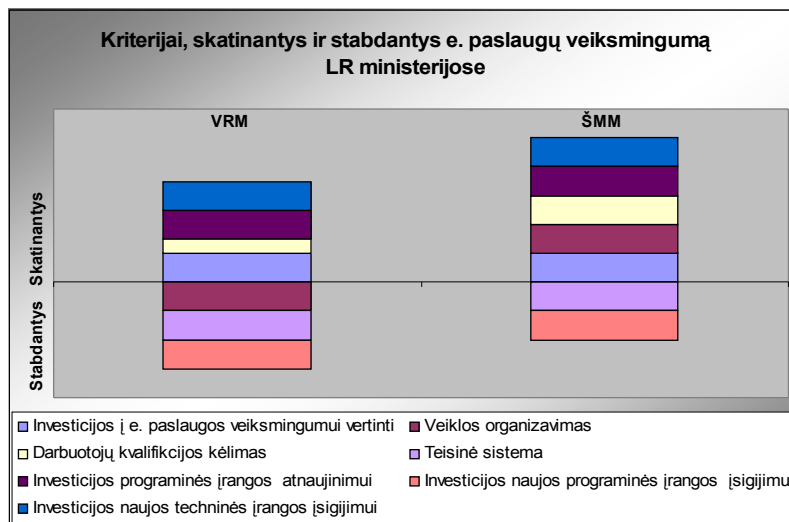 Kriterijai, skatinantys ir stabdantys e. paslaugų veiksmingumą
LR ministerijose
VRM
ŠMM
Skatinantys
Stabdantys
Investicijos į e. paslaugos veiksmingumui vertinti
Veiklos organizavimas
Darbuotojų kvalifikcijos kėlimas
Teisinė sistema
Investicijos programinės įrangos atnaujinimui
Investicijos naujos programinės įrangos įsigijimui
Investicijos naujos techninės įrangos įsigijimui